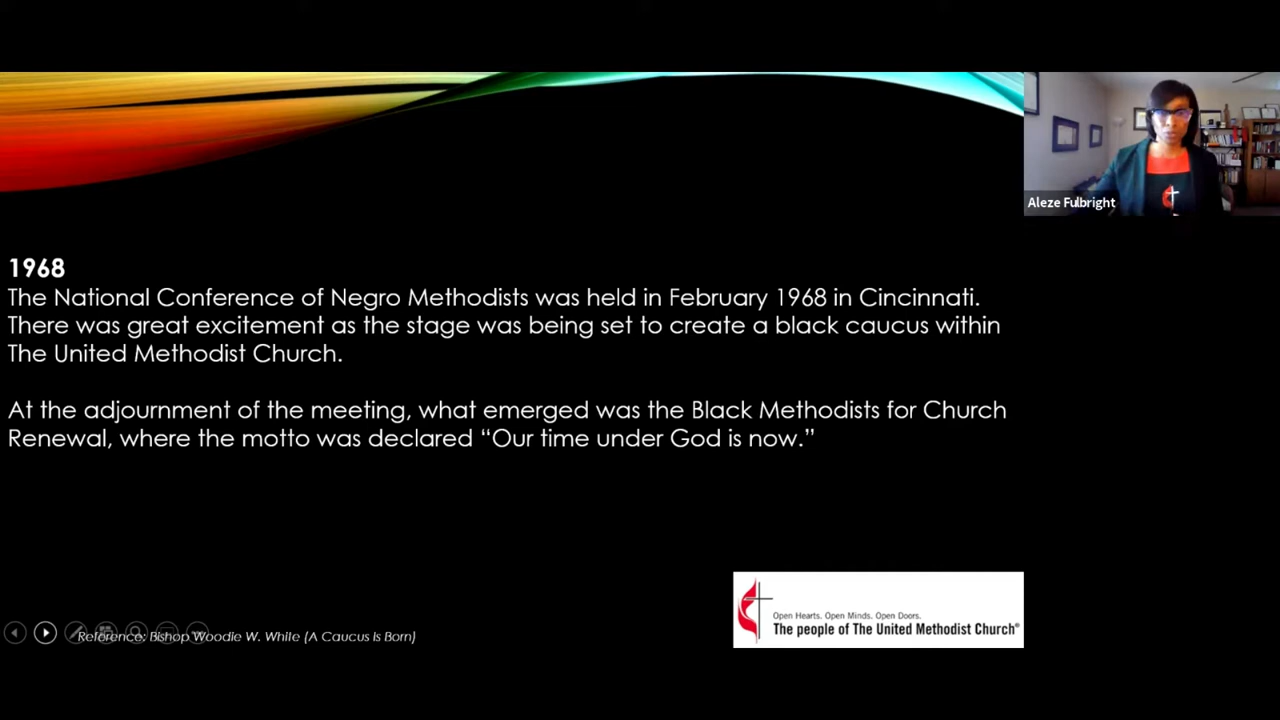 Aleze Fulbright
1968
The National Conference of Negro Methodists was held in February 1968 in Cincinnati.
There was great excitement as the stage was being set to create a black caucus within
The United Methodist Church.
At the adjournment of the meeting, what emerged was the Black Methodists for Church
Renewal, where the motto was declared “Our time under God is now.”
Open Hearts. Open Minds. Open Doors.
The people of The United Methodist Church®
Reference: Bishop Woodie W. While (A Caucus Is Born)